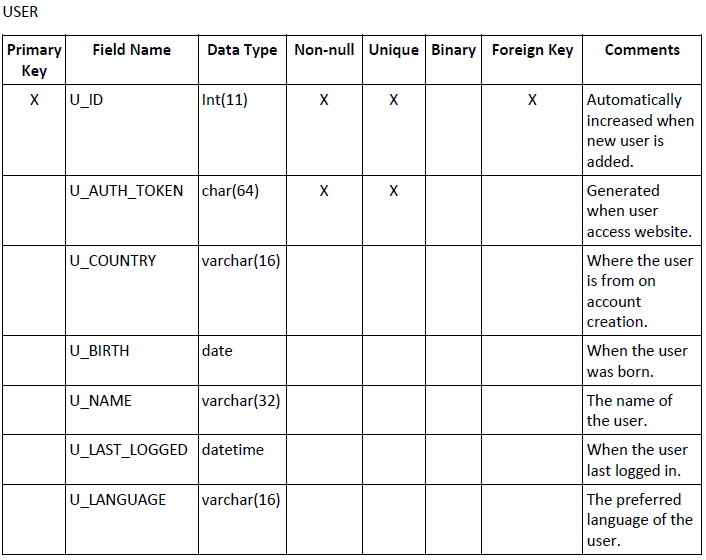 USER
Primary Key Field Name Data Type Non-null Unique Binary Foreign Key Comments
X U_ID Int(11) X X X Automatically
increased when
new user is
added.
U_AUTH_TOKEN char(64) X X Generated
when user
access website.
U_COUNTRY varchar(16) Where the user
is from on
account
creation.
U_BIRTH date When the user
was born.
U_NAME varchar(32) The name of
the user.
U_LAST_LOGGED datetime When the user
last logged in.
U_LANGUAGE varchar(16) The preferred
language of the
user.